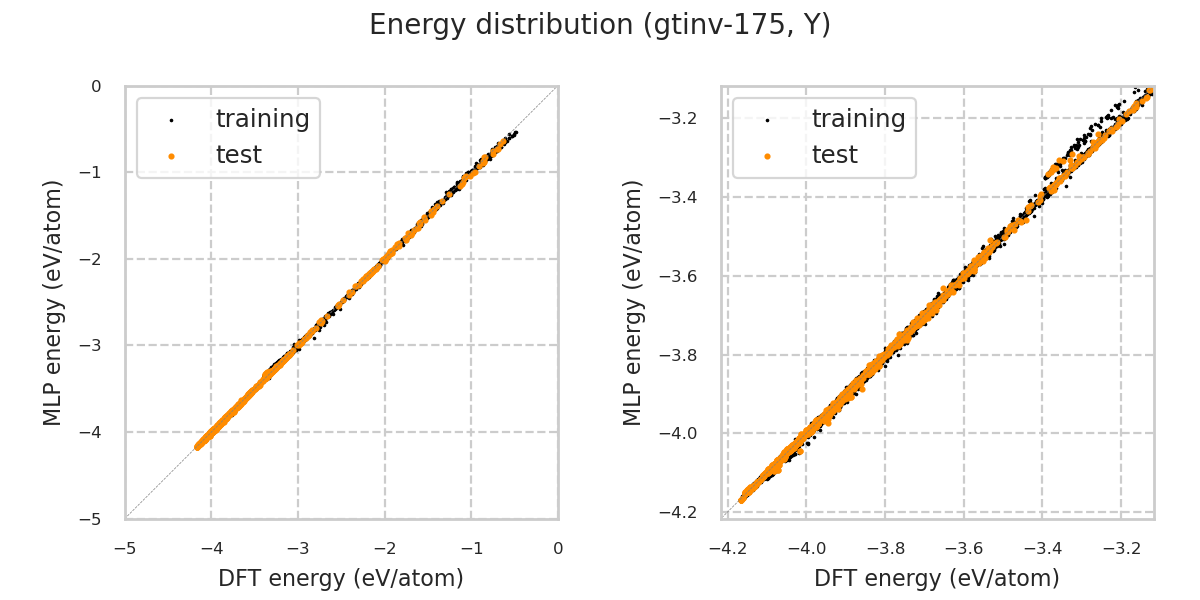 Energy distribution (gtinv-175, Y)
training
test
MLP energy (eV/atom)
0
−1
−2
−3
−4
−5
−5 −4 −3 −2 −1 0
DFT energy (eV/atom)
training
test
MLP energy (eV/atom)
−3.2
−3.4
−3.6
−3.8
−4.0
−4.2
−4.2 −4.0 −3.8 −3.6 −3.4 −3.2
DFT energy (eV/atom)